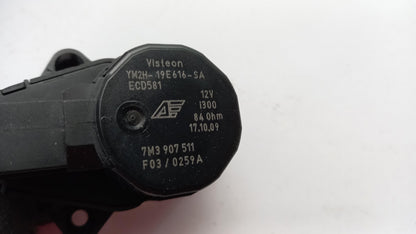 Visteon
YM2H-19E616-SA
ECD581
12V
1300
84 Ohm
17.10.09
7M3 907 511
F03 / 0259A